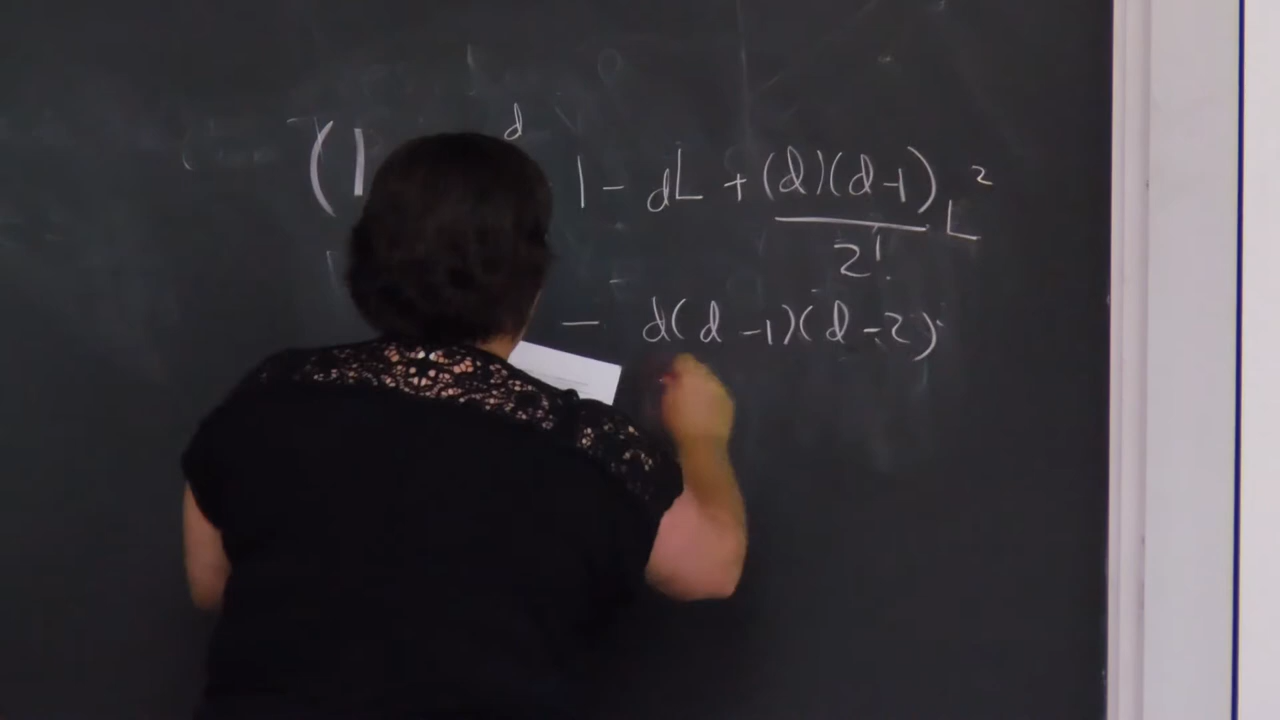 (1 d 1 - dL + (d)(d-1) L²
2!
- d(d-1)(d-2)